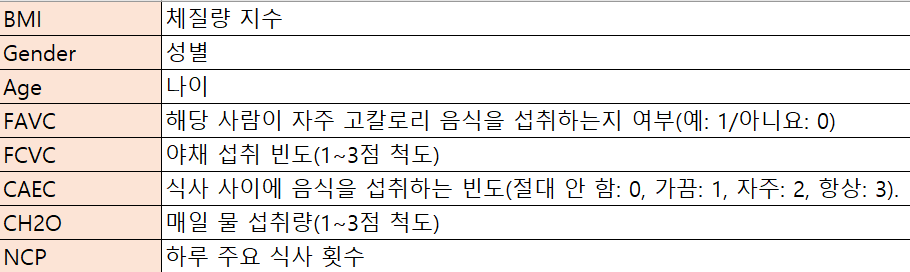 BMI 체질량 지수
Gender 성별
Age 나이
FAVC 해당 사람이 자주 고칼로리 음식을 섭취하는지 여부(예: 1/아니요: 0)
FCVC 야채 섭취 빈도(1~3점 척도)
CAEC 식사 사이에 음식을 섭취하는 빈도(절대 안 함: 0, 가끔: 1, 자주: 2, 항상: 3).
CH2O 매일 물 섭취량(1~3점 척도)
NCP 하루 주요 식사 횟수